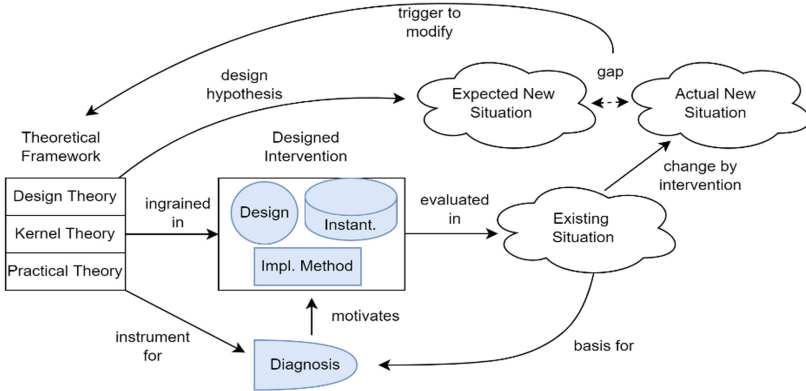 trigger to
modify
design
hypothesis
gap
Expected New
Situation
Actual New
Situation
Theoretical
Framework
Designed
Intervention
change by
intervention
Design Theory
Kernel Theory
Practical Theory
ingrained
in
Design
Instant.
Impl. Method
evaluated
in
Existing
Situation
instrument
for
motivates
basis for
Diagnosis